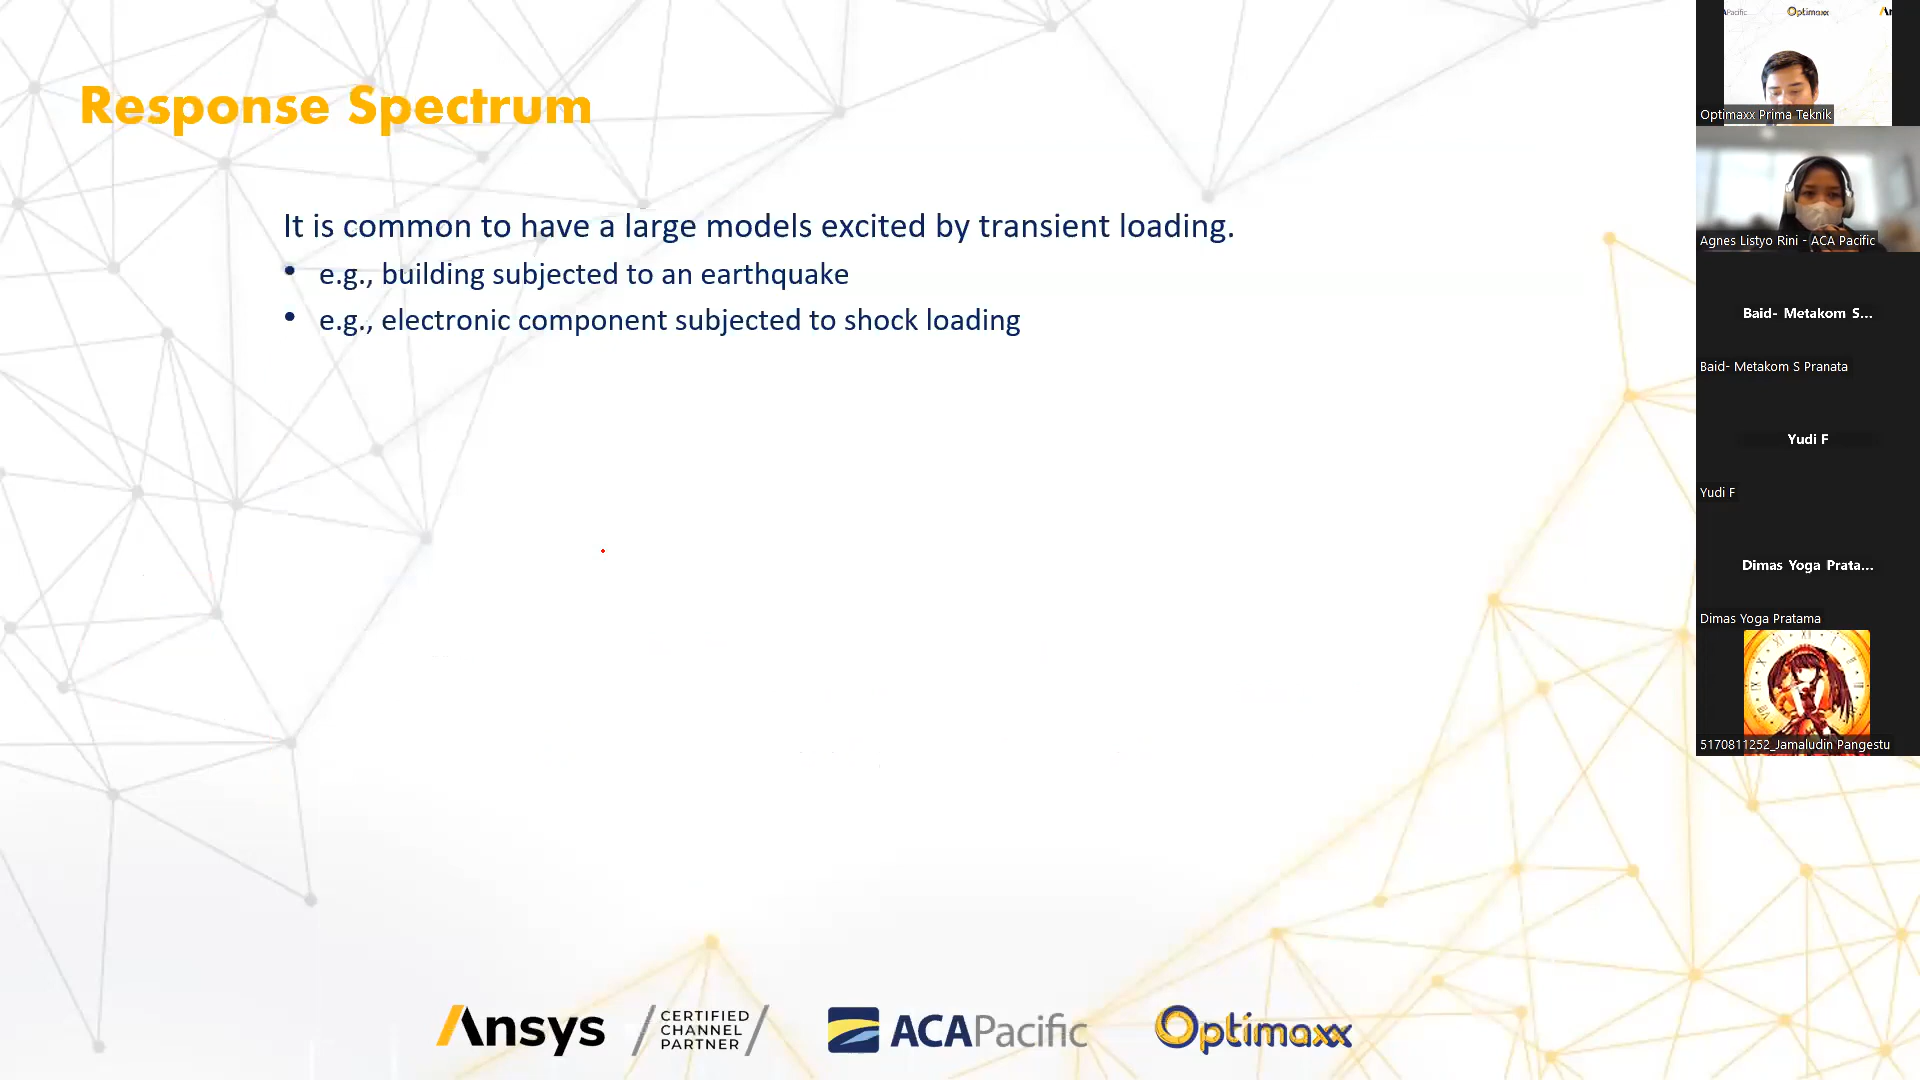 Response Spectrum
It is common to have a large models excited by transient loading.
• e.g., building subjected to an earthquake
• e.g., electronic component subjected to shock loading
Ansys
CERTIFIED
CHANNEL
PARTNER
ACAPacific
Optimaxx
Pacific
Optimaxx
Optimaxx Prima Teknik
Agnes Listyo Rini - ACA Pacific
Baid- Metakom S...
Baid- Metakom S Pranata
Yudi F
Yudi F
Dimas Yoga Prata...
Dimas Yoga Pratama
5170811252_Jamaludin Pangestu